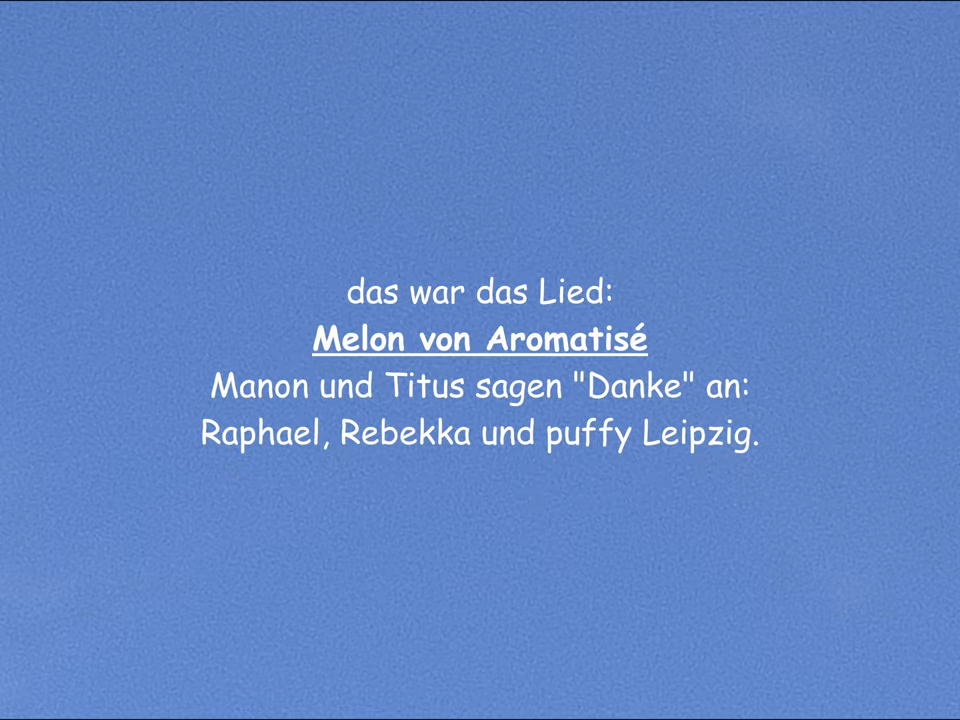 das war das Lied:
Melon von Aromatisé
Manon und Titus sagen "Danke" an:
Raphael, Rebekka und puffy Leipzig.